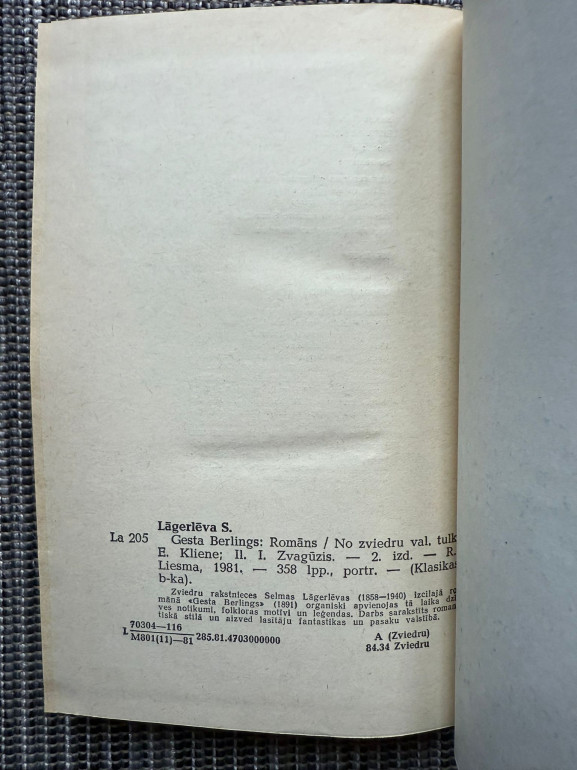 Lāgerlēva S.
La 205 Gesta Berlings: Romāns / No zviedru val. tulk
E. Kliene; Il. I. Zvagūzis. — 2. izd. — R.
Liesma, 1981. — 358 lpp., portr. — (Klasikas
b-ka).
Zviedru rakstnieces Selmas Lāgerlēvas (1858—1940) izcilajā ro
mānā «Gesta Berlings» (1891) organiski apvienojas tā laika dzī
ves notikumi, folkloras motīvi un leģendas. Darbs sarakstīts roman
tiskā stilā un aizved lasītāju fantastikas un pasaku valstībā.
L 70304—116
M801(11)—81 285.81.4703000000
A (Zviedru)
84.34 Zviedru